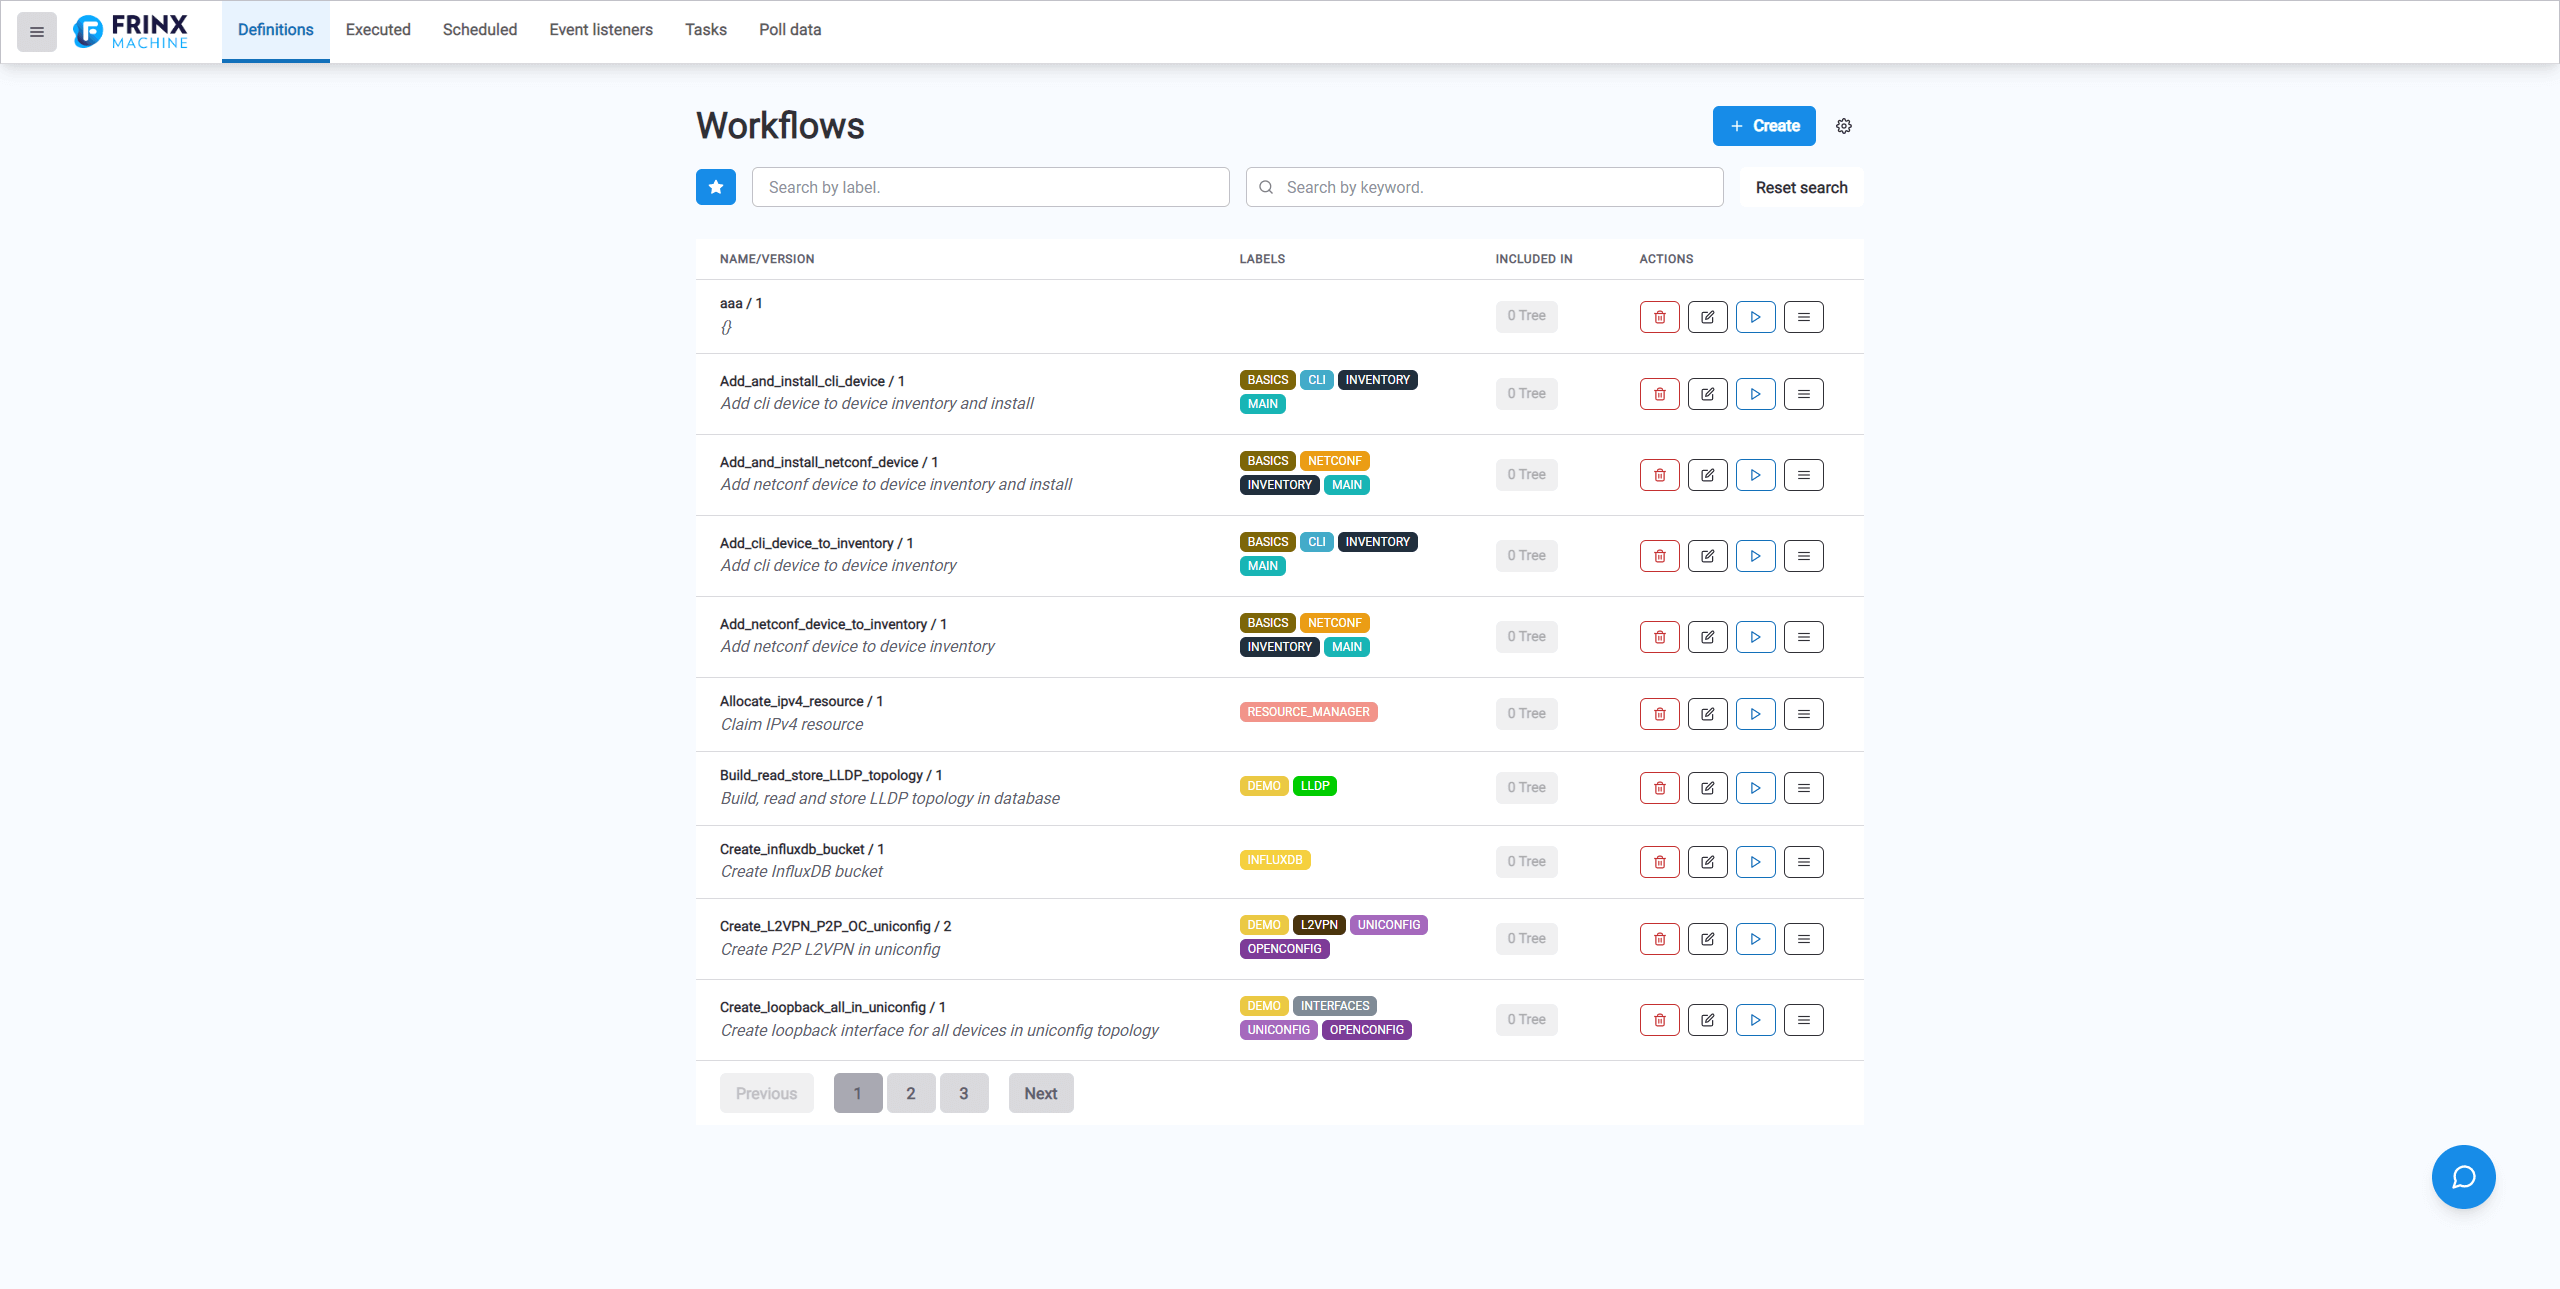 FRINX
MACHINE
Definitions Executed Scheduled Event listeners Tasks Poll data
Workflows
+ Create
Search by label. Search by keyword. Reset search
NAME/VERSION LABELS INCLUDED IN ACTIONS
aaa / 1
{}
0 Tree
Add_and_install_cli_device / 1
Add cli device to device inventory and install
BASICS CLI INVENTORY
MAIN
0 Tree
Add_and_install_netconf_device / 1
Add netconf device to device inventory and install
BASICS NETCONF
INVENTORY MAIN
0 Tree
Add_cli_device_to_inventory / 1
Add cli device to device inventory
BASICS CLI INVENTORY
MAIN
0 Tree
Add_netconf_device_to_inventory / 1
Add netconf device to device inventory
BASICS NETCONF
INVENTORY MAIN
0 Tree
Allocate_ipv4_resource / 1
Claim IPv4 resource
RESOURCE_MANAGER
0 Tree
Build_read_store_LLDP_topology / 1
Build, read and store LLDP topology in database
DEMO LLDP
0 Tree
Create_influxdb_bucket / 1
Create InfluxDB bucket
INFLUXDB
0 Tree
Create_L2VPN_P2P_OC_uniconfig / 2
Create P2P L2VPN in uniconfig
DEMO L2VPN UNICONFIG
OPENCONFIG
0 Tree
Create_loopback_all_in_uniconfig / 1
Create loopback interface for all devices in uniconfig topology
DEMO INTERFACES
UNICONFIG OPENCONFIG
0 Tree
Previous 1 2 3 Next